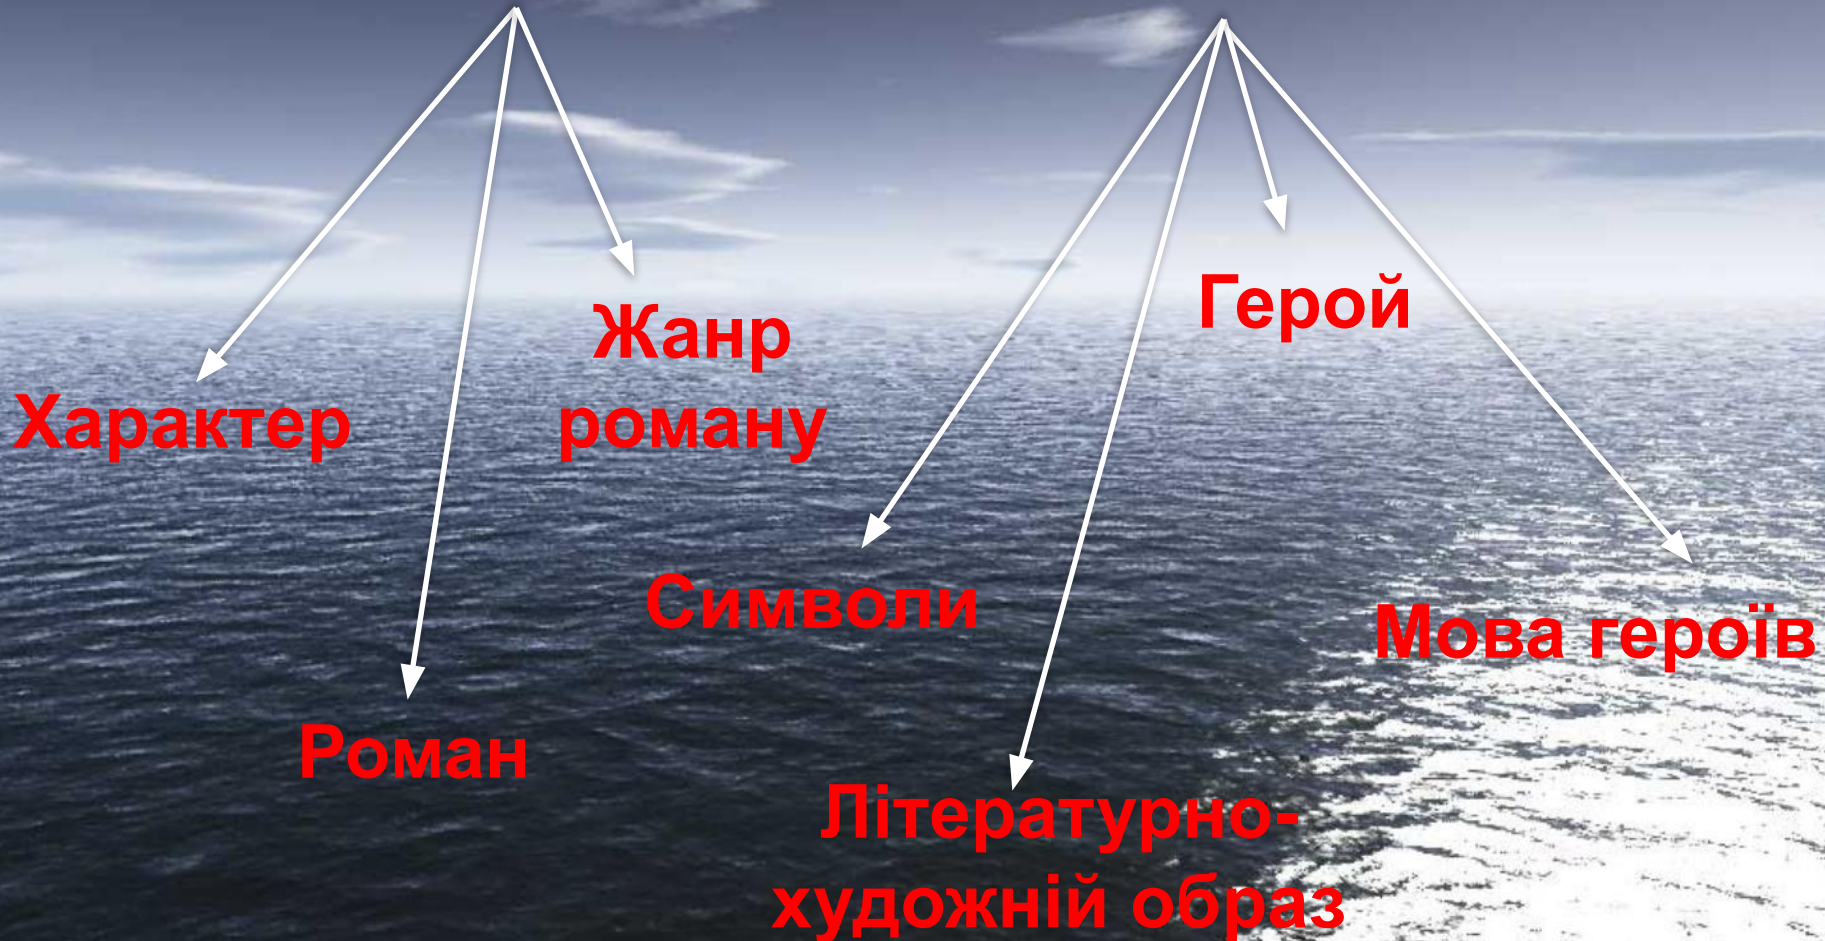 Герой
Жанр
роману
Характер
Символи
Мова героїв
Роман
Літературно-
художній образ